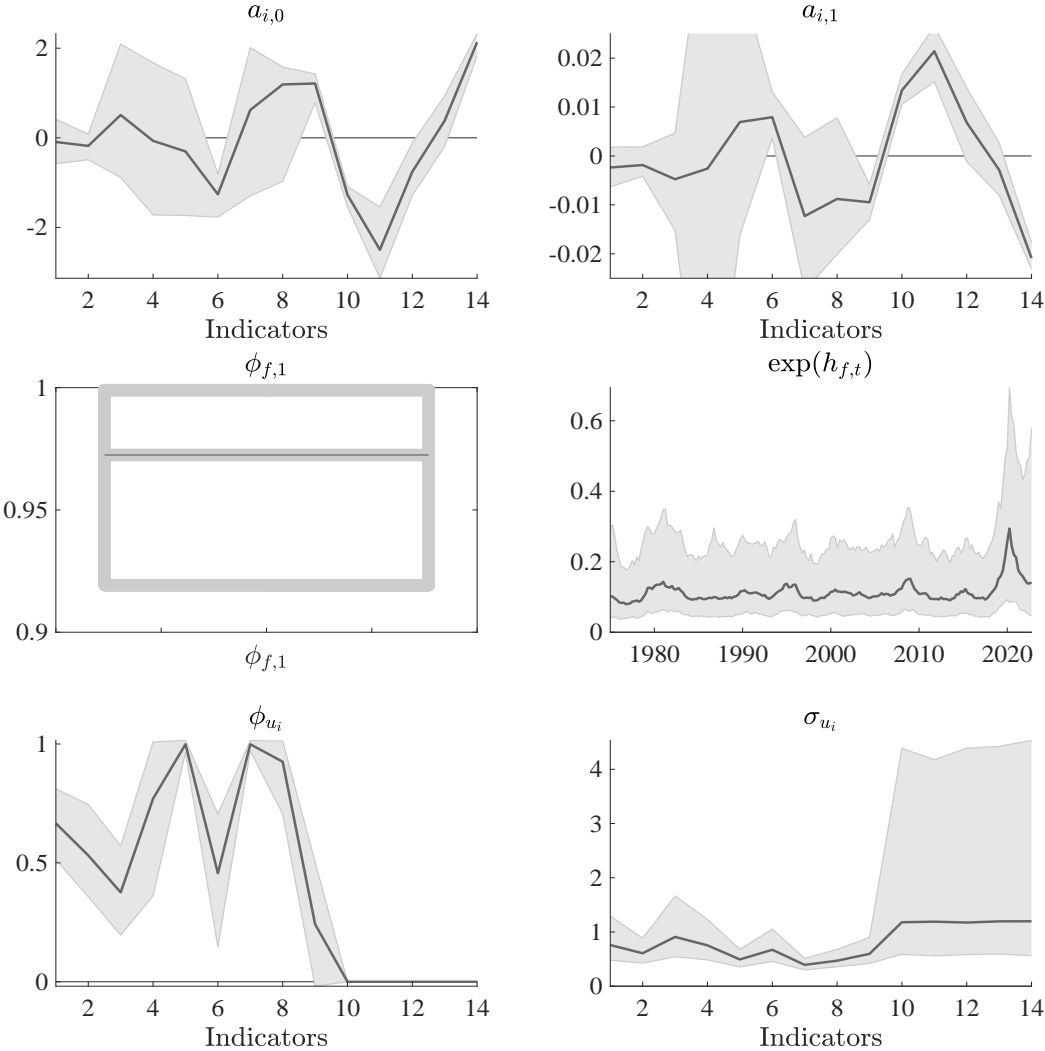 a_{i,0}
2
0
-2
2 4 6 8 10 12 14
Indicators
a_{i,1}
0.02
0.01
0
-0.01
-0.02
2 4 6 8 10 12 14
Indicators
ϕ_{f,1}
1
0.95
0.9
ϕ_{f,1}
exp(h_{f,t})
0.6
0.4
0.2
0
1980 1990 2000 2010 2020
ϕ_{u_i}
1
0.5
0
2 4 6 8 10 12 14
Indicators
σ_{u_i}
4
3
2
1
0
2 4 6 8 10 12 14
Indicators